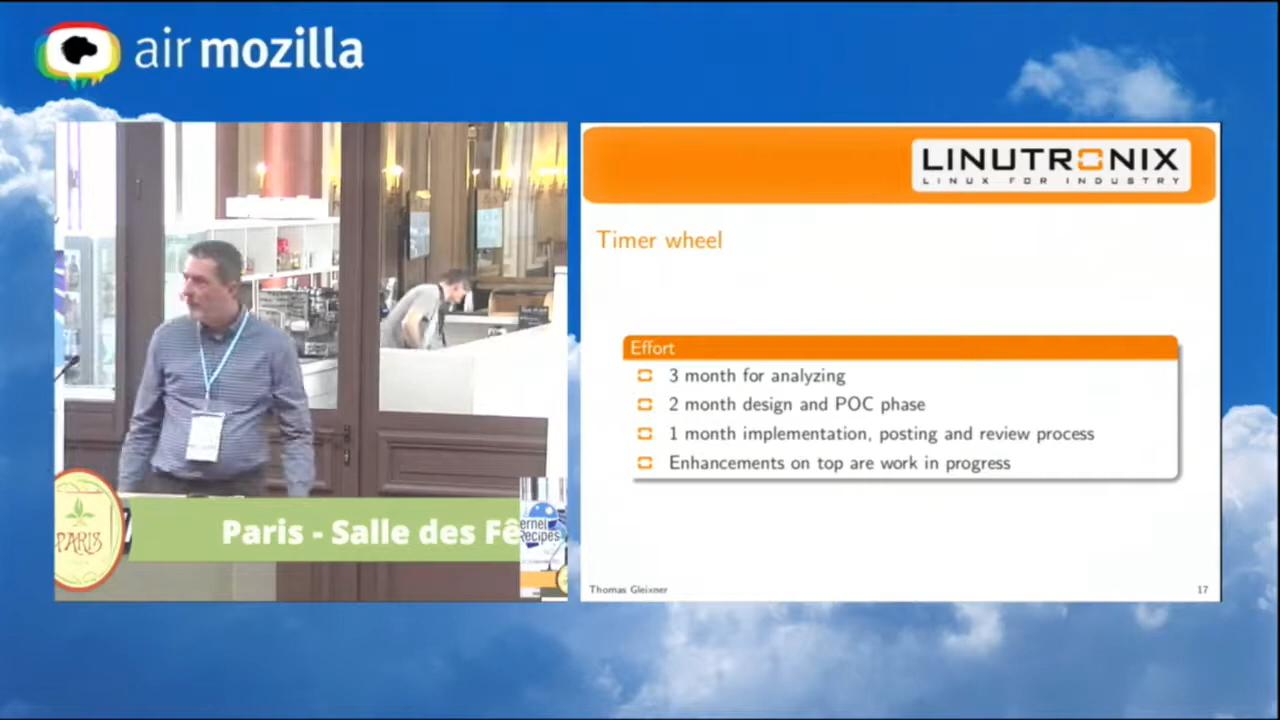 air mozilla
LINUTRONIX
LINUX FOR INDUSTRY
Timer wheel
Effort
3 month for analyzing
2 month design and POC phase
1 month implementation, posting and review process
Enhancements on top are work in progress
PARIS
Paris - Salle des Fê
ernel
Recipes
Thomas Gleixner
17